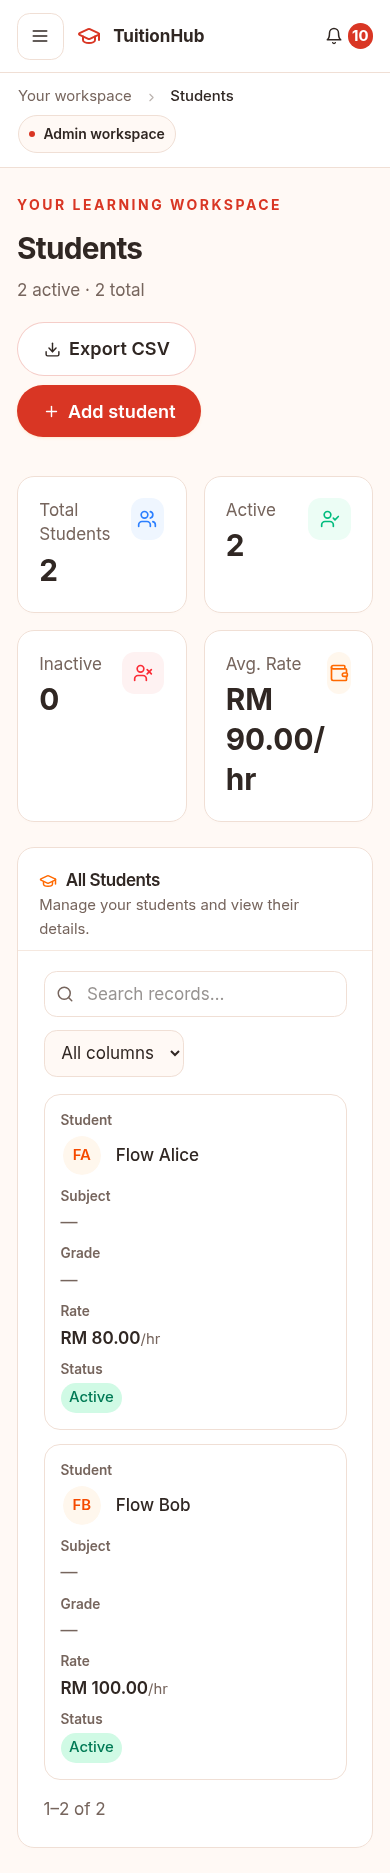 TuitionHub
10
Your workspace > Students
Admin workspace
YOUR LEARNING WORKSPACE
Students
2 active · 2 total
Export CSV
+ Add student
Total
Students
2
Active
2
Inactive
0
Avg. Rate
RM
90.00/
hr
All Students
Manage your students and view their
details.
Search records...
All columns
Student
FA Flow Alice
Subject
—
Grade
—
Rate
RM 80.00/hr
Status
Active
Student
FB Flow Bob
Subject
—
Grade
—
Rate
RM 100.00/hr
Status
Active
1–2 of 2